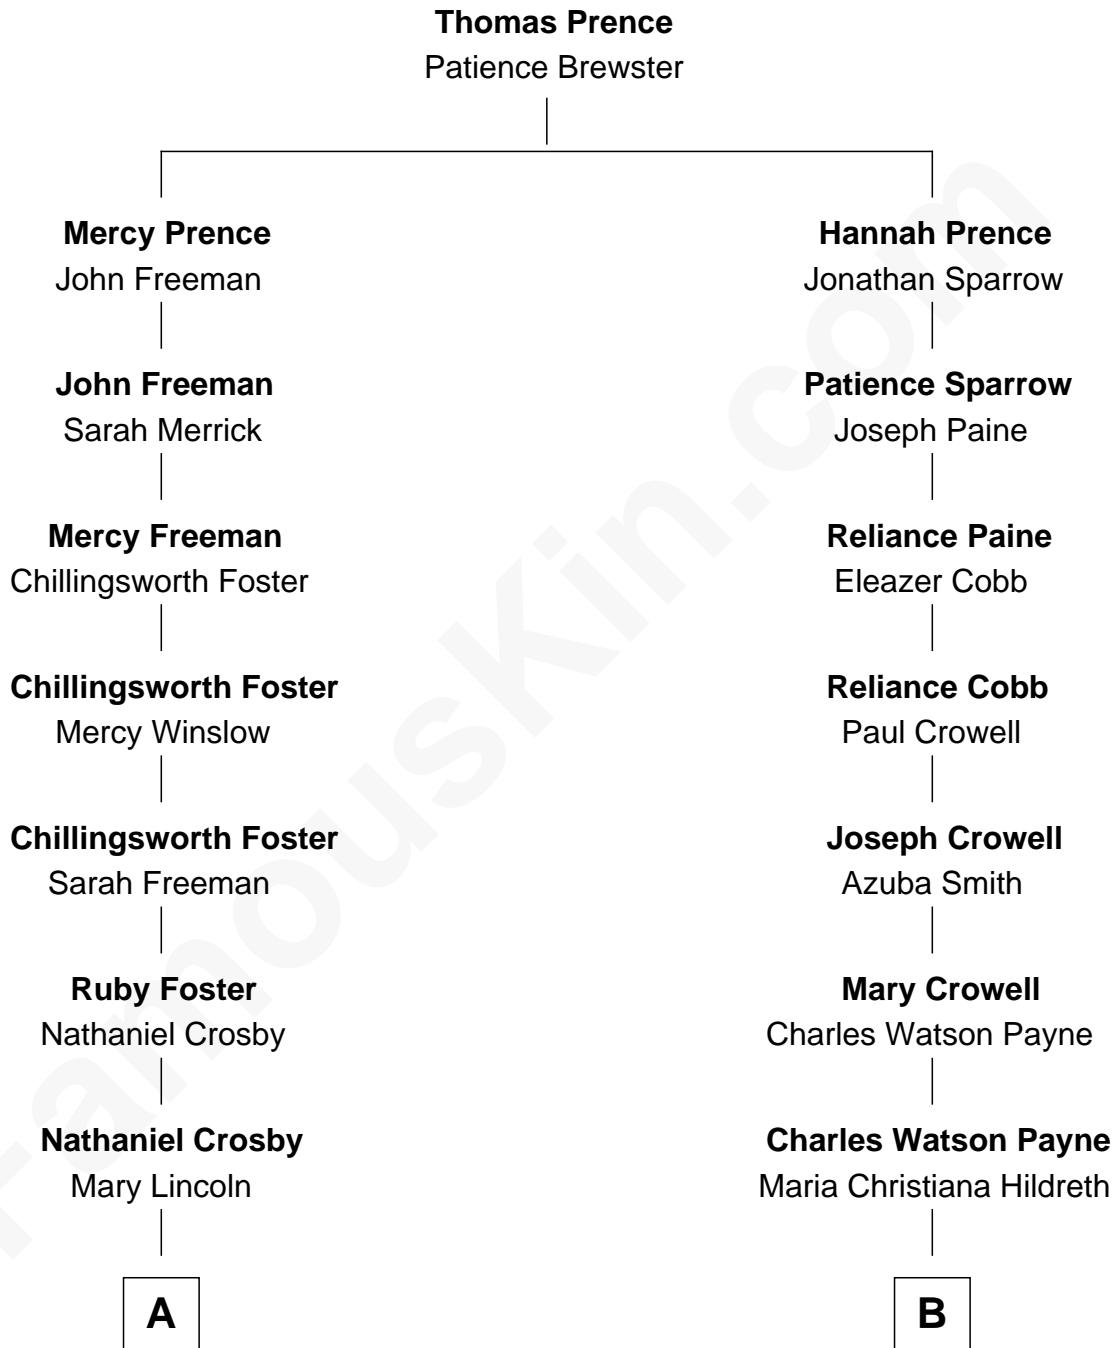 Thomas Prence
Patience Brewster
Mercy Prence
John Freeman
Hannah Prence
Jonathan Sparrow
John Freeman
Sarah Merrick
Patience Sparrow
Joseph Paine
Mercy Freeman
Chillingsworth Foster
Reliance Paine
Eleazer Cobb
Chillingsworth Foster
Mercy Winslow
Reliance Cobb
Paul Crowell
Chillingsworth Foster
Sarah Freeman
Joseph Crowell
Azuba Smith
Ruby Foster
Nathaniel Crosby
Mary Crowell
Charles Watson Payne
Nathaniel Crosby
Mary Lincoln
Charles Watson Payne
Maria Christiana Hildreth
A
B
FamousKin.com